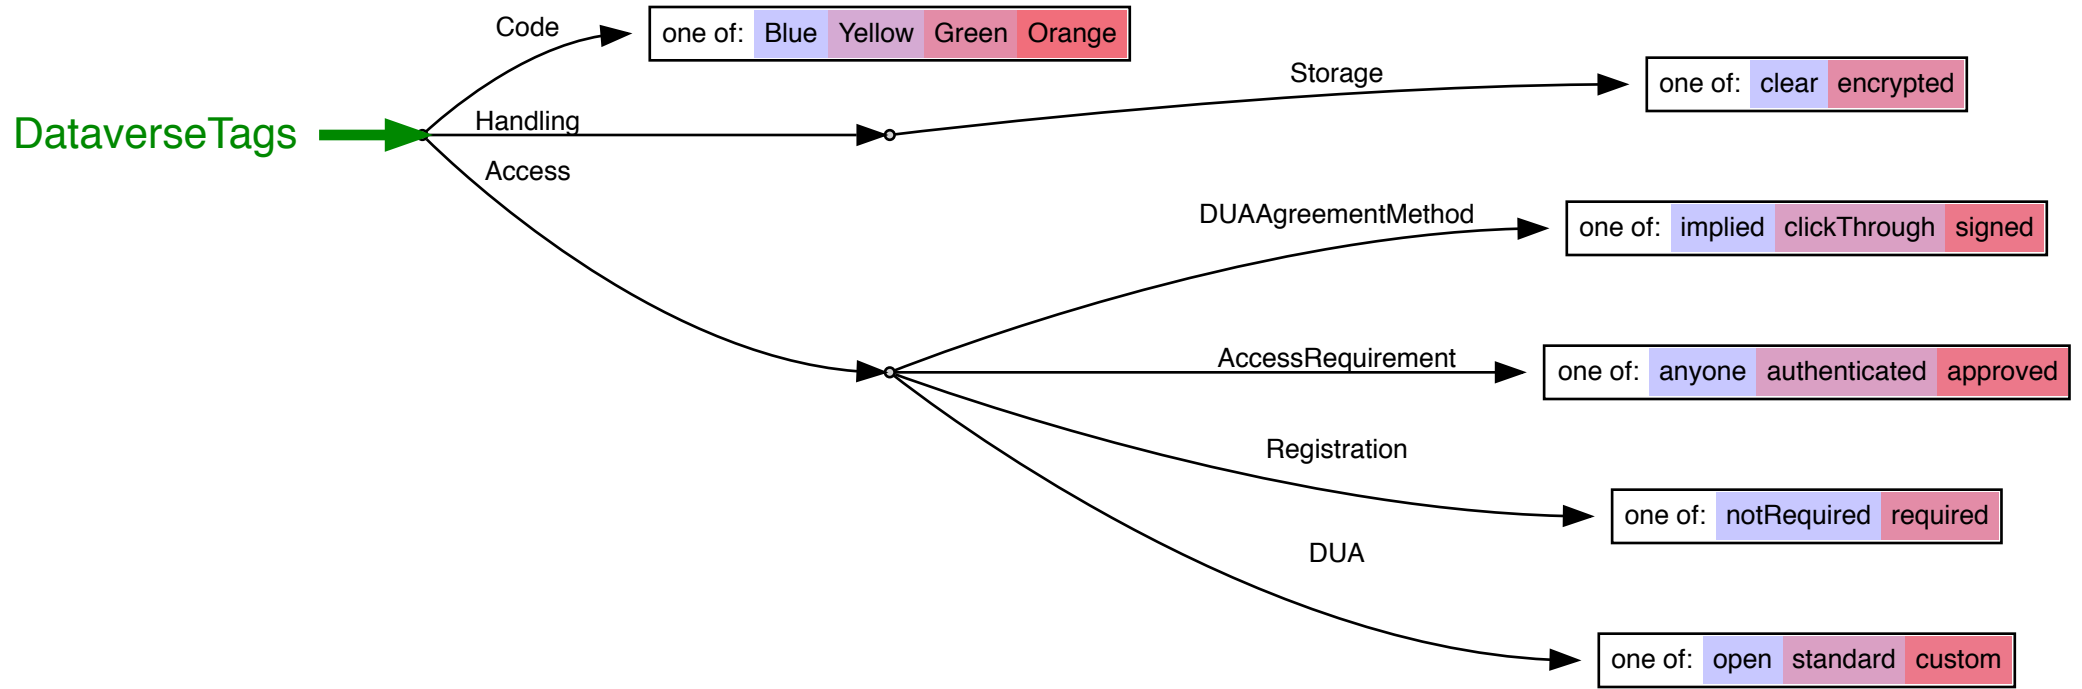 Code
one of: Blue Yellow Green Orange
Storage
one of: clear encrypted
DataverseTags
Handling
Access
DUAAgreementMethod
one of: implied clickThrough signed
AccessRequirement
one of: anyone authenticated approved
Registration
one of: notRequired required
DUA
one of: open standard custom